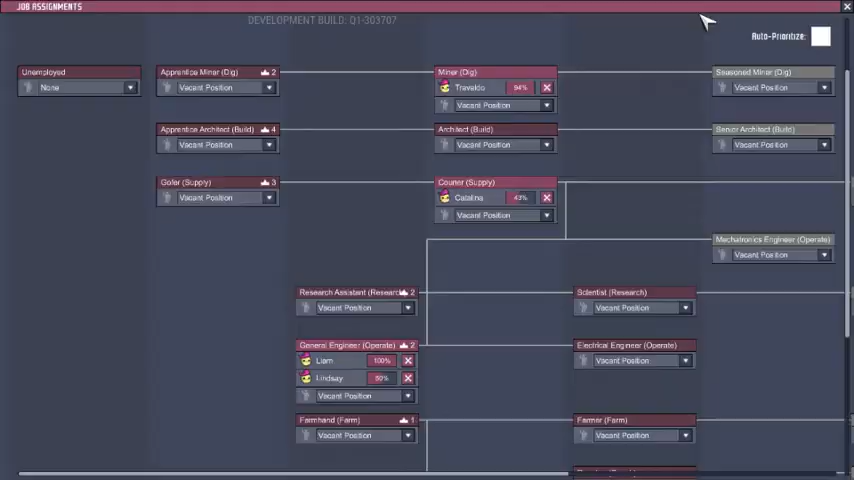 JOB ASSIGNMENTS
DEVELOPMENT BUILD: Q1-303707
Auto-Prioritize:
Unemployed
None
Apprentice Miner (Dig) 2
Vacant Position
Miner (Dig)
Travaldo 94%
Vacant Position
Seasoned Miner (Dig)
Vacant Position
Apprentice Architect (Build) 4
Vacant Position
Architect (Build)
Vacant Position
Senior Architect (Build)
Vacant Position
Gofer (Supply) 3
Vacant Position
Courier (Supply)
Catalina 43%
Vacant Position
Mechatronics Engineer (Operate)
Vacant Position
Research Assistant (Research 2
Vacant Position
Scientist (Research)
Vacant Position
General Engineer (Operate) 2
Liam 100%
Lindsay 50%
Vacant Position
Electrical Engineer (Operate)
Vacant Position
Farmhand (Farm) 1
Vacant Position
Farmer (Farm)
Vacant Position